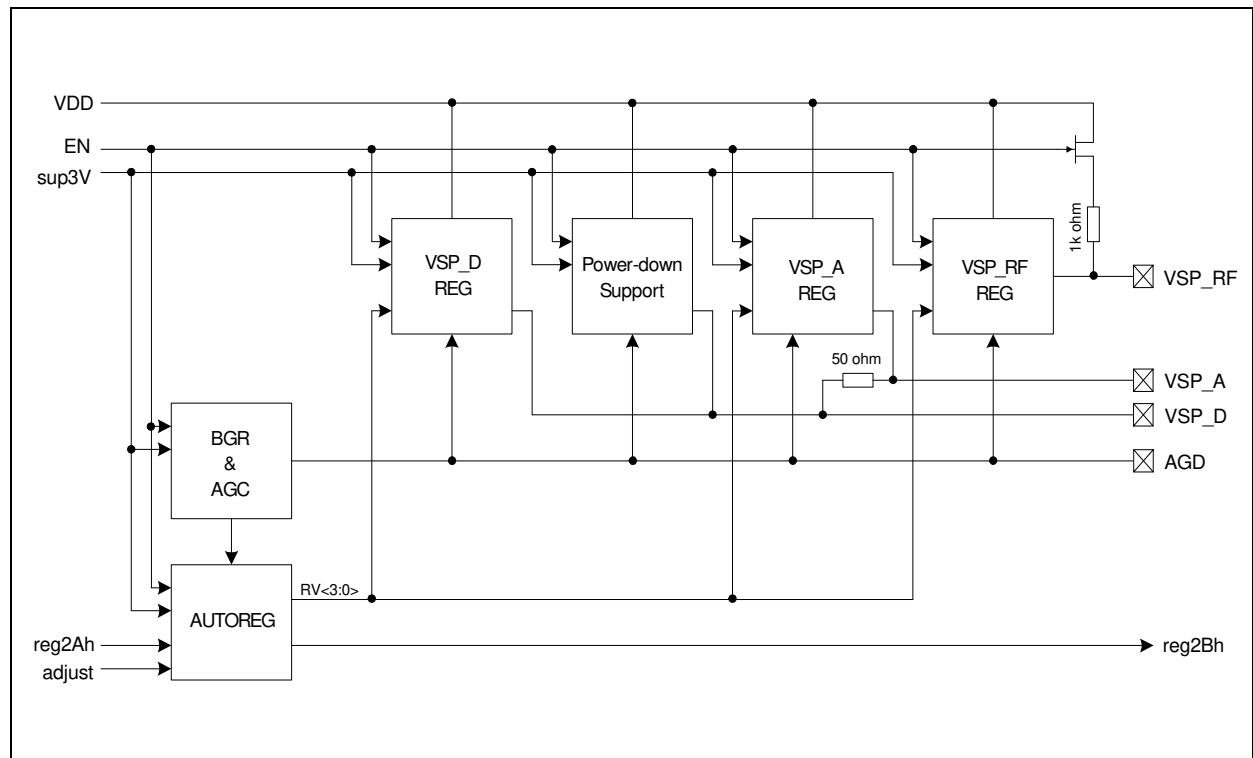 VDD
EN
sup3V
VSP_D
REG
Power-down
Support
VSP_A
REG
VSP_RF
REG
1k ohm
VSP_RF
50 ohm
VSP_A
VSP_D
BGR
&
AGC
AGD
AUTOREG
RV<3:0>
reg2Ah
adjust
reg2Bh